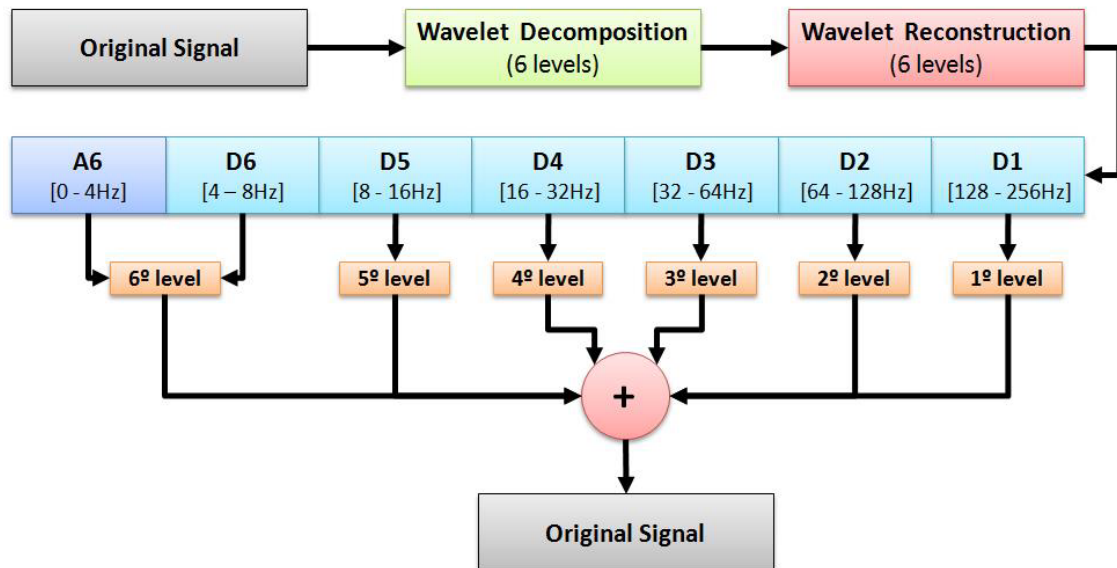 Original Signal
Wavelet Decomposition
(6 levels)
Wavelet Reconstruction
(6 levels)
A6
[0 - 4Hz]
D6
[4 – 8Hz]
D5
[8 - 16Hz]
D4
[16 - 32Hz]
D3
[32 - 64Hz]
D2
[64 - 128Hz]
D1
[128 - 256Hz]
6º level
5º level
4º level
3º level
2º level
1º level
+
Original Signal